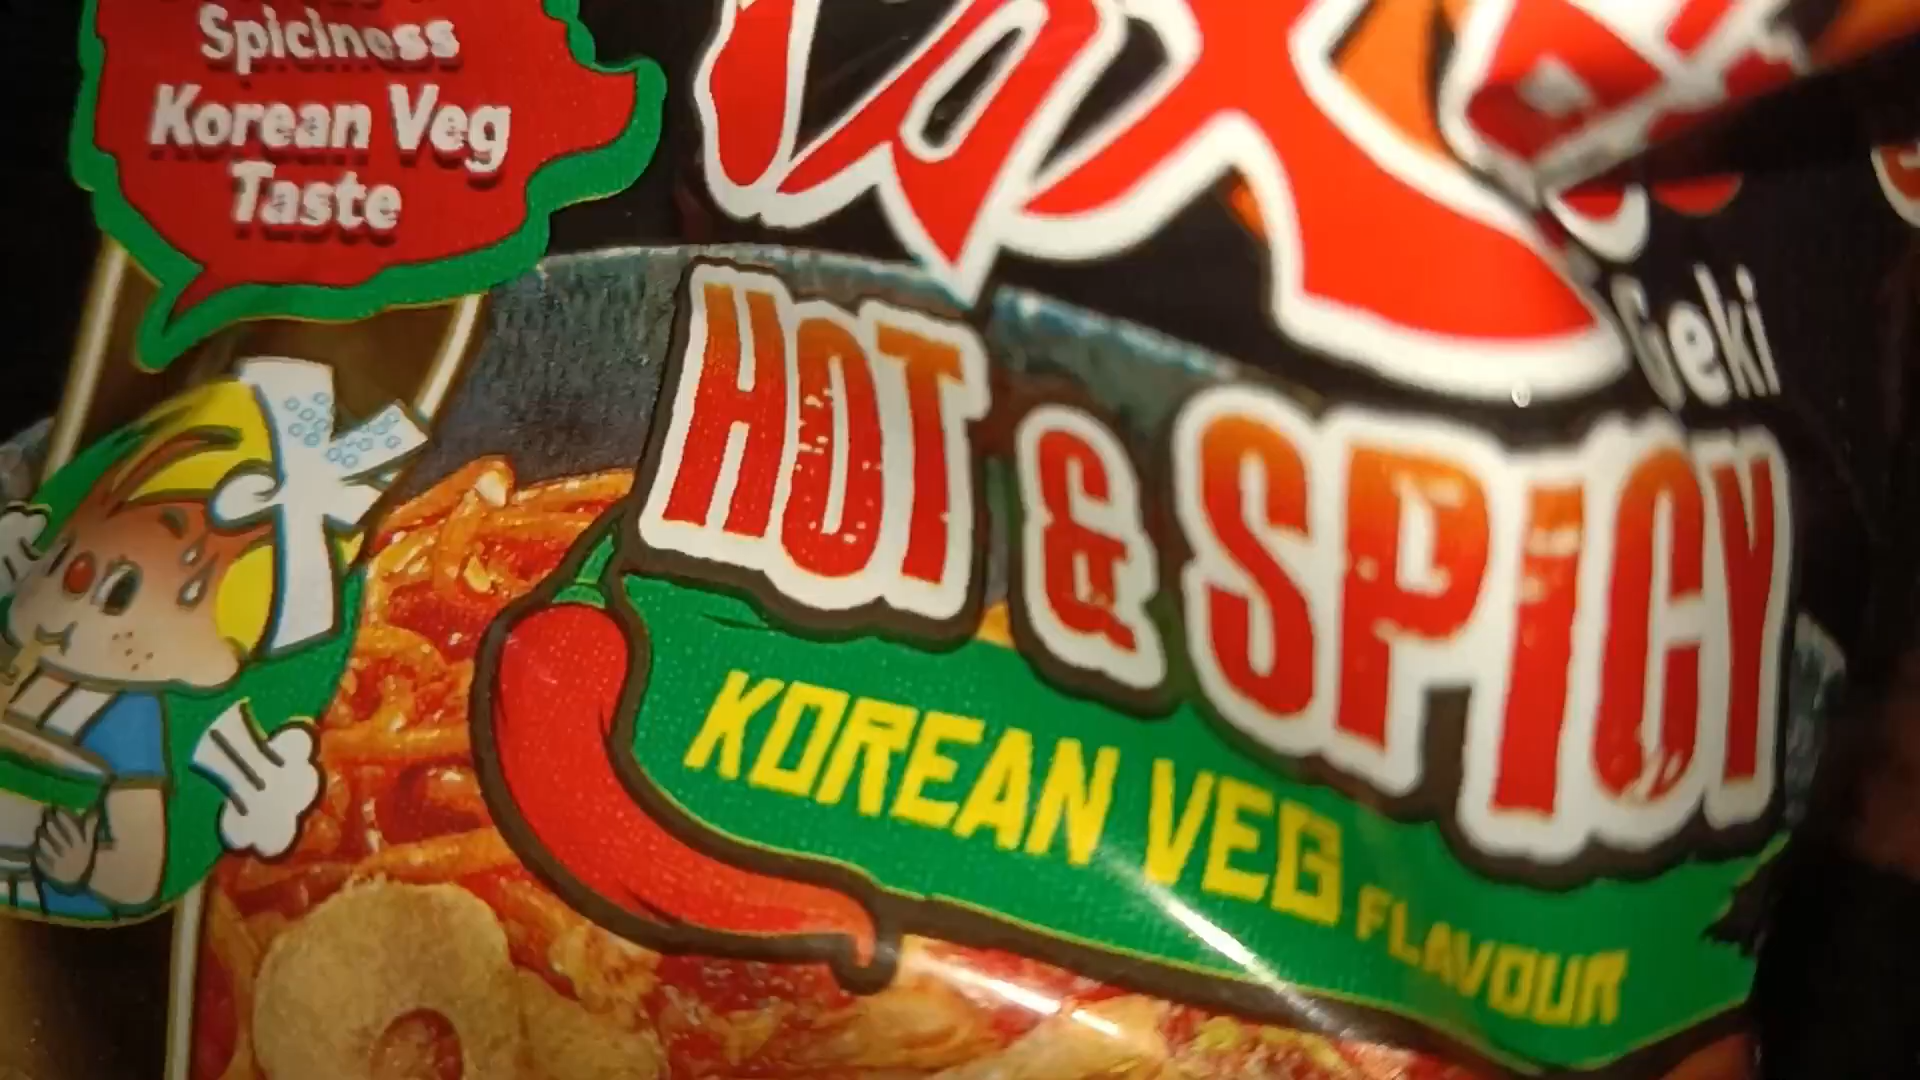 Spiciness
Korean Veg
Taste
Geki
HOT & SPICY
KOREAN VEG FLAVOUR